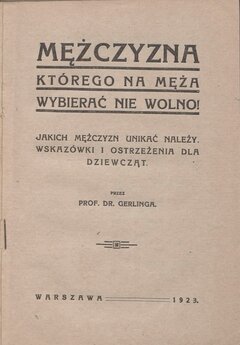 MĘŻCZYZNA
KTÓREGO NA MĘŻA
WYBIERAĆ NIE WOLNO!
JAKICH MĘŻCZYZN UNIKAĆ NALEŻY.
WSKAZÓWKI I OSTRZEŻENIA DLA
DZIEWCZĄT.
PRZEZ
PROF. DR. GERLINGA.
WARSZAWA 1923.